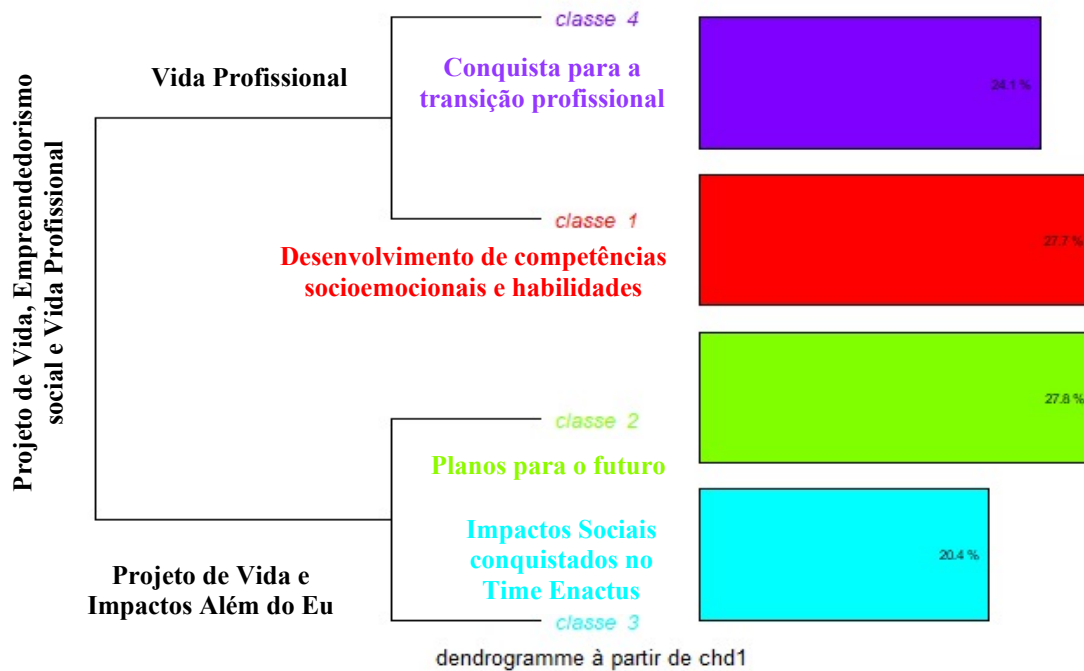 Projeto de Vida, Empreendedorismo
social e Vida Profissional
Vida Profissional
classe 4
Conquista para a
transição profissional
24.1 %
classe 1
Desenvolvimento de competências
socioemocionais e habilidades
27.7 %
classe 2
Planos para o futuro
27.8 %
Projeto de Vida e
Impactos Além do Eu
Impactos Sociais
conquistados no
Time Enactus
classe 3
20.4 %
dendrogramme à partir de chd1